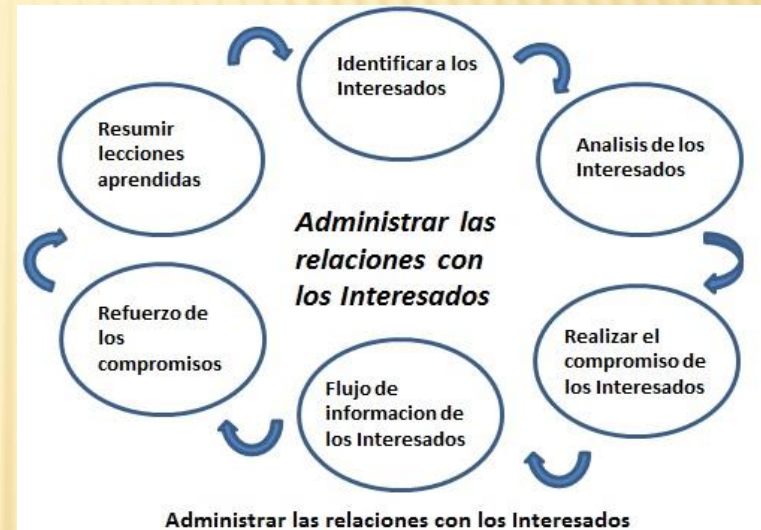 Identificar a los
Interesados
Analisis de los
Interesados
Realizar el
compromiso de
los Interesados
Flujo de
informacion de
los Interesados
Refuerzo de
los
compromisos
Resumir
lecciones
aprendidas
Administrar las
relaciones con
los Interesados
Administrar las relaciones con los Interesados